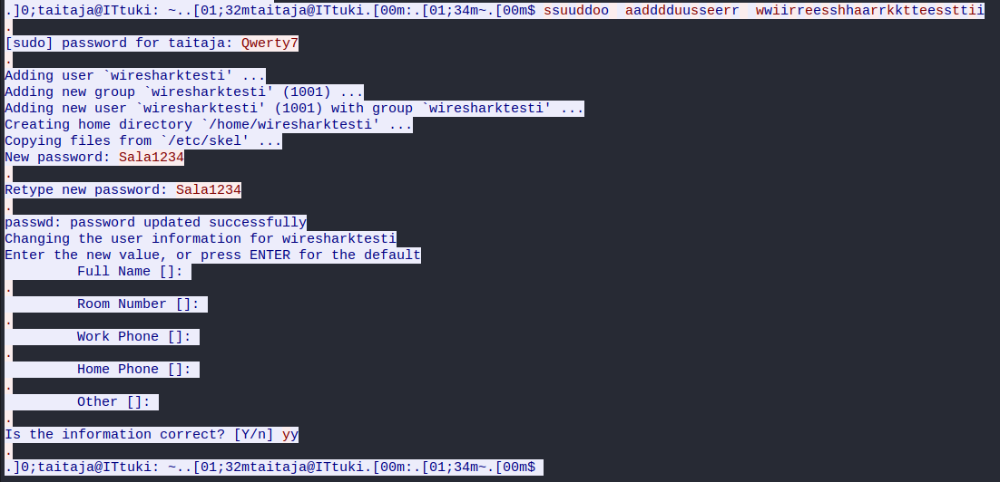 .]0;taitaja@ITtuki: ~..[01;32mtaitaja@ITtuki.[00m:.[01;34m~.[00m$ ssuuddoo  aadddduusseerr  wwiirreesshhaarrkktteessttii
.
[sudo] password for taitaja: Qwerty7
.
Adding user `wiresharktesti' ...
Adding new group `wiresharktesti' (1001) ...
Adding new user `wiresharktesti' (1001) with group `wiresharktesti' ...
Creating home directory `/home/wiresharktesti' ...
Copying files from `/etc/skel' ...
New password: Sala1234
.
Retype new password: Sala1234
.
passwd: password updated successfully
Changing the user information for wiresharktesti
Enter the new value, or press ENTER for the default
Full Name []:
.
Room Number []:
.
Work Phone []:
.
Home Phone []:
.
Other []:
.
Is the information correct? [Y/n] yy
.
.]0;taitaja@ITtuki: ~..[01;32mtaitaja@ITtuki.[00m:.[01;34m~.[00m$